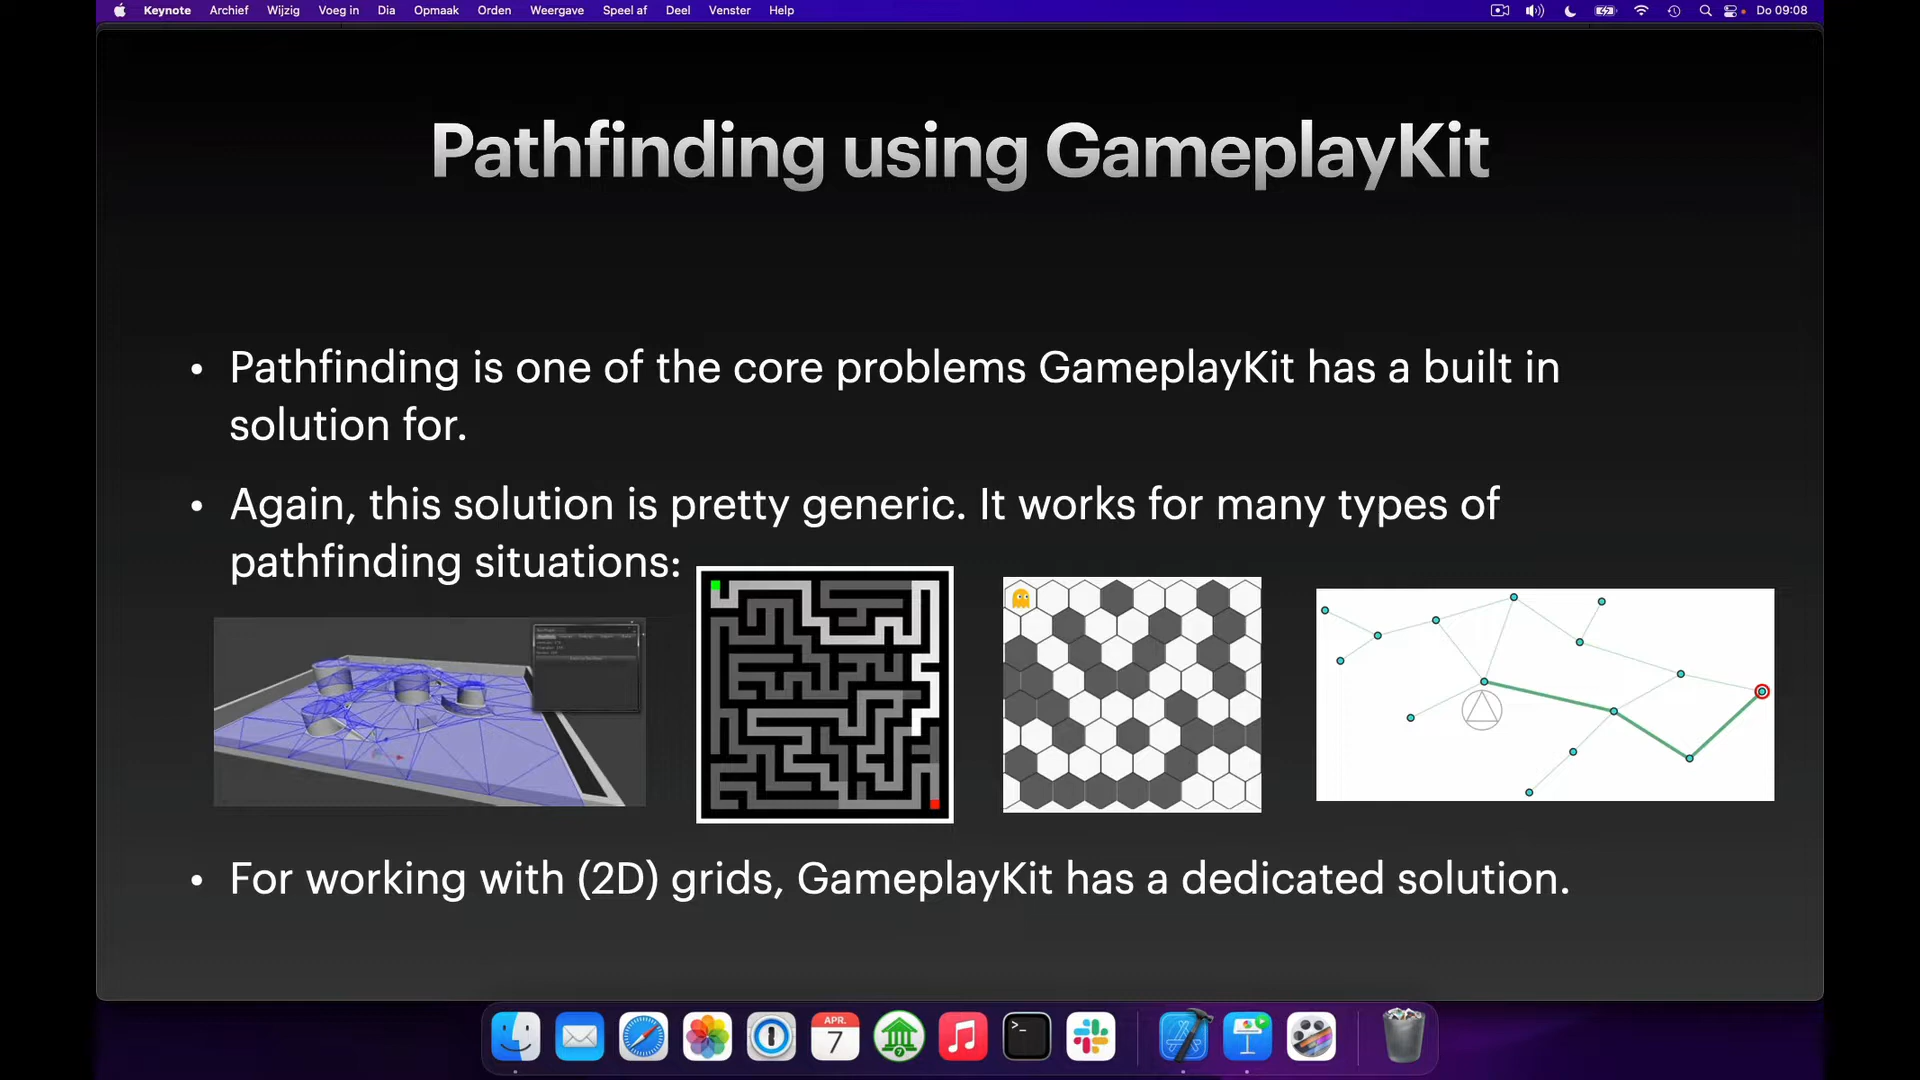 Keynote Archief Wijzig Voeg in Dia Opmaak Orden Weergave Speel af Deel Venster Help Do 09:08
Pathfinding using GameplayKit
• Pathfinding is one of the core problems GameplayKit has a built in
solution for.
• Again, this solution is pretty generic. It works for many types of
pathfinding situations:
• For working with (2D) grids, GameplayKit has a dedicated solution.
APR.
7
7
>_